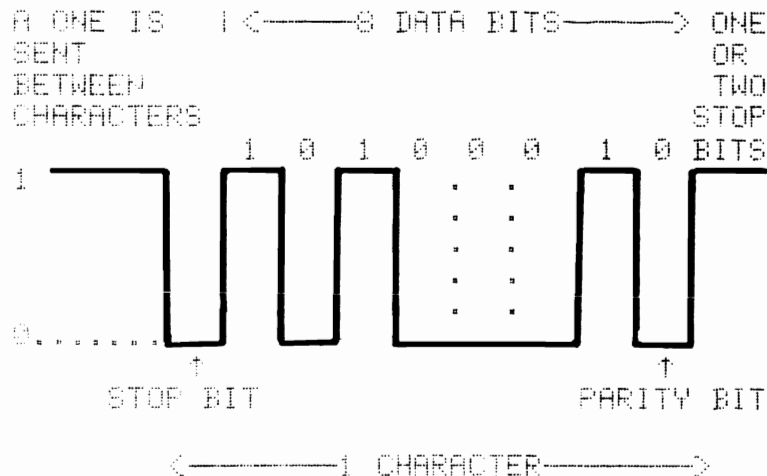 A ONE IS |<-------8 DATA BITS------> ONE
SENT OR
BETWEEN TWO
CHARACTERS STOP
1 0 1 0 0 0 1 0 BITS
1
0
↑ ↑
STOP BIT PARITY BIT
<---------1 CHARACTER--------->